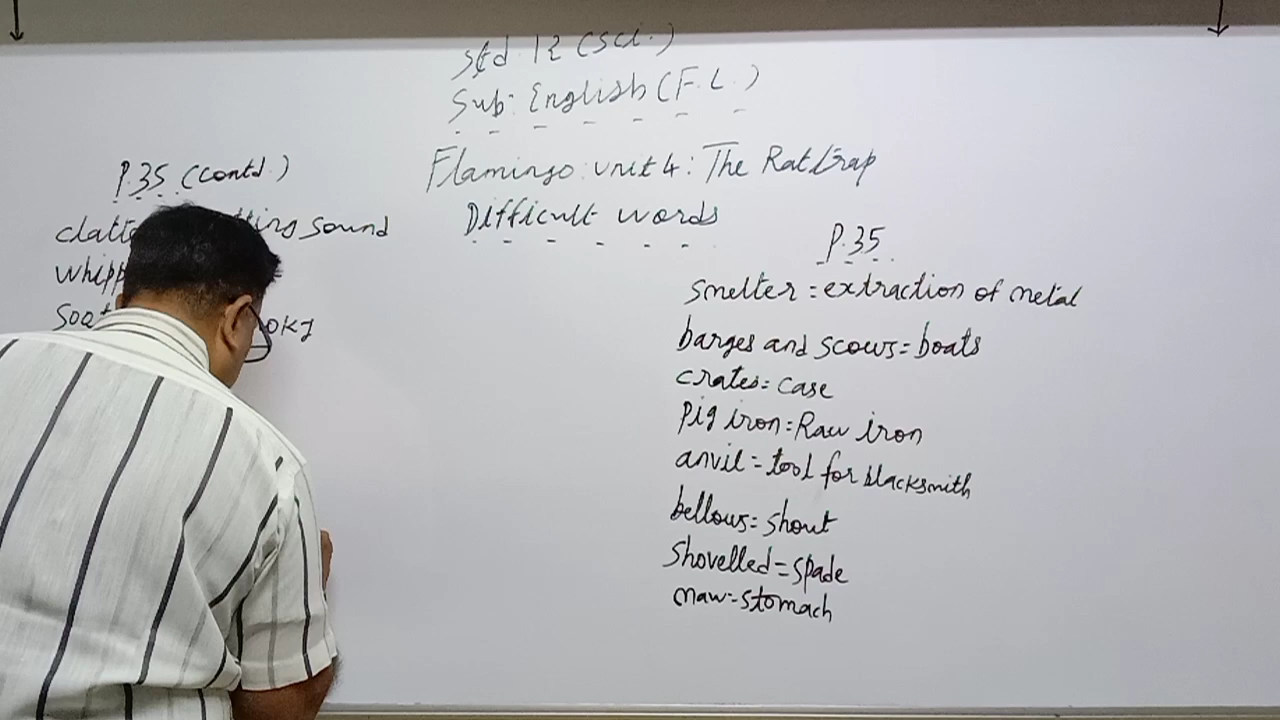 Std. 12 (Sci.)
Sub: English (F.L.)
Flamingo: Unit 4: The Rattrap
Difficult words
P.35
smelter = extraction of metal
barges and scows = boats
crates = case
Pig iron = Raw iron
anvil = tool for blacksmith
bellows = shout
Shovelled = spade
maw = stomach
P.35 (contd.)
sound